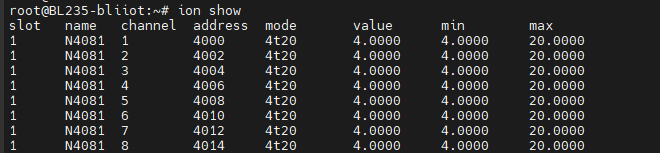 root@BL235-bliiot:~# ion show
slot name channel address mode value min max
1 N4081 1 4000 4t20 4.0000 4.0000 20.0000
1 N4081 2 4002 4t20 4.0000 4.0000 20.0000
1 N4081 3 4004 4t20 4.0000 4.0000 20.0000
1 N4081 4 4006 4t20 4.0000 4.0000 20.0000
1 N4081 5 4008 4t20 4.0000 4.0000 20.0000
1 N4081 6 4010 4t20 4.0000 4.0000 20.0000
1 N4081 7 4012 4t20 4.0000 4.0000 20.0000
1 N4081 8 4014 4t20 4.0000 4.0000 20.0000